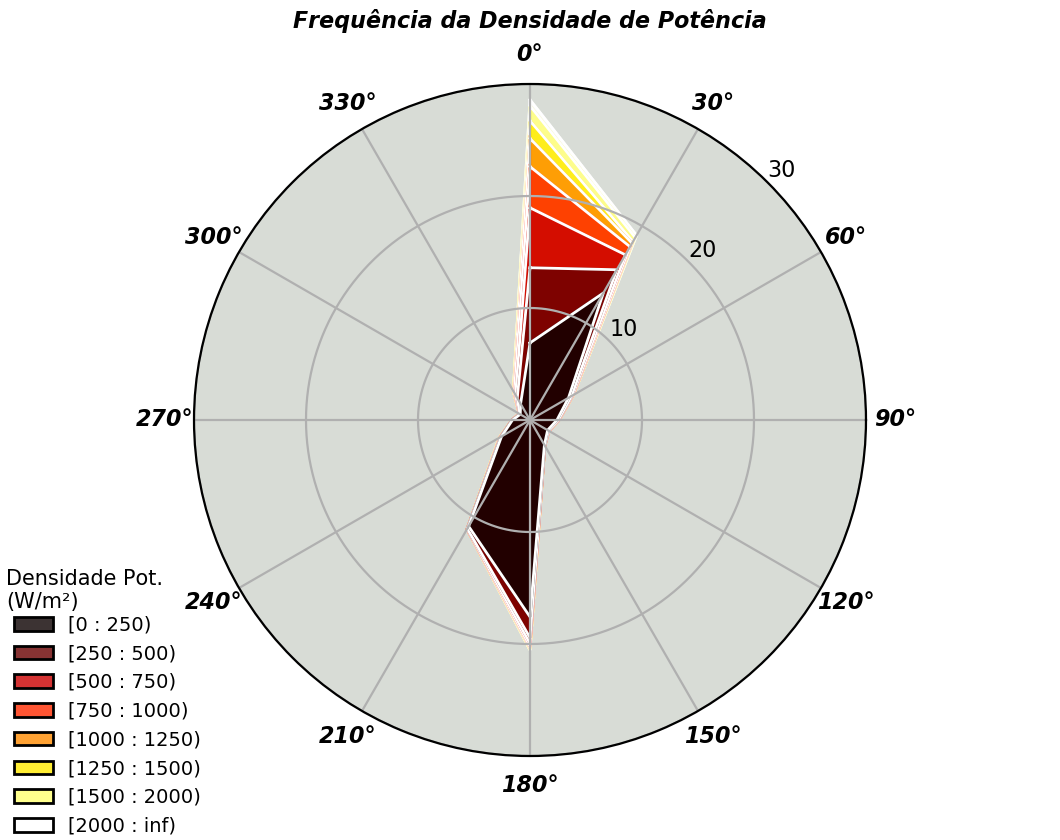 Frequência da Densidade de Potência
0°
330°
30°
30
300°
60°
20
10
270°
90°
Densidade Pot.
(W/m²)
240°
120°
[0 : 250)
[250 : 500)
[500 : 750)
[750 : 1000)
[1000 : 1250)
[1250 : 1500)
[1500 : 2000)
[2000 : inf)
210°
150°
180°